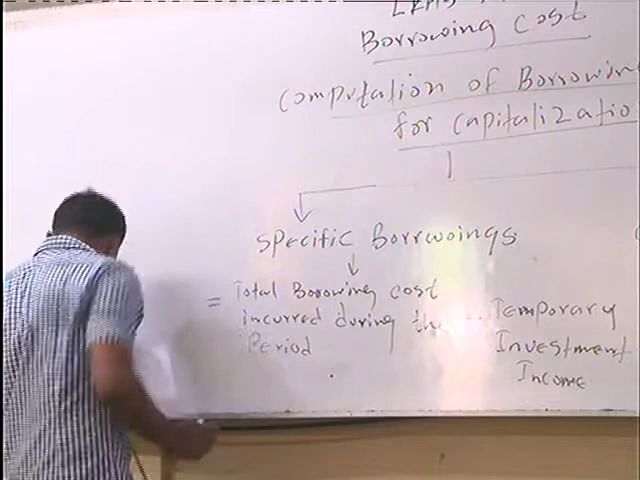 Borrowing Cost
Computation of Borrowin
for Capitalizatio
Specific Borrwoings
= Total Borrowing cost
incurred during the - Temporary
Period Investment
Income